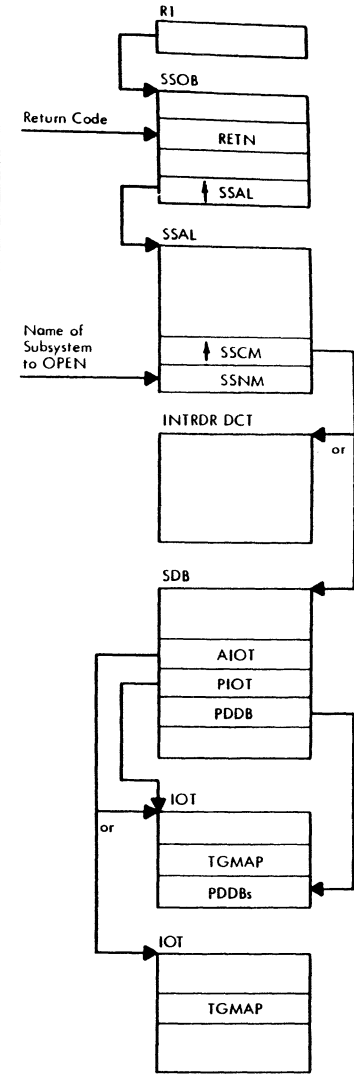 R1
SSOB
Return Code
RETN
SSAL
SSAL
Name of
Subsystem
to OPEN
SSCM
SSNM
INTRDR DCT
or
SDB
AIOT
PIOT
PDDB
IOT
or
TGMAP
PDDBs
IOT
TGMAP